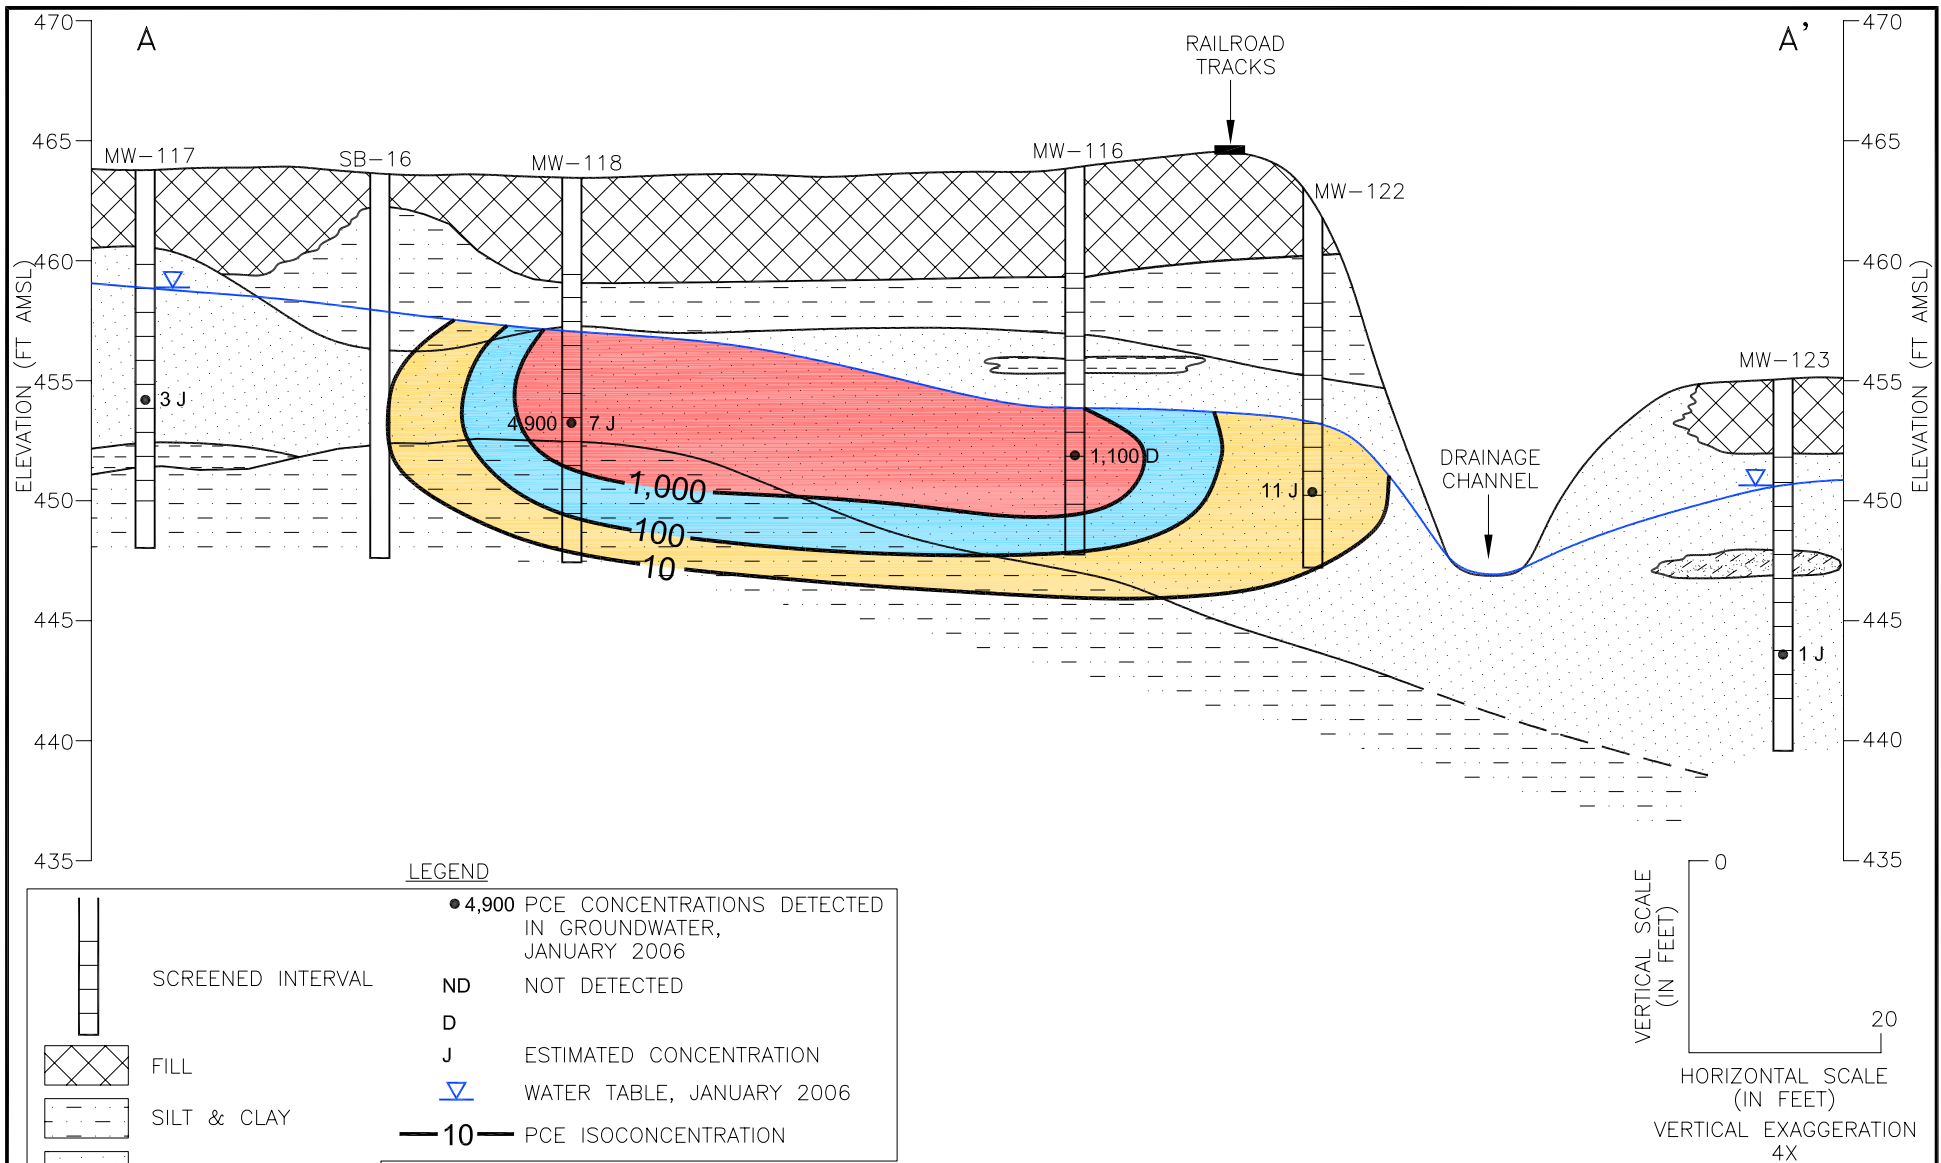 470
A
RAILROAD
TRACKS
A’
470
465
MW-117
SB-16
MW-118
MW-116
465
MW-122
460
460
MW-123
ELEVATION (FT AMSL)
ELEVATION (FT AMSL)
455
455
3 J
4,900
7 J
1,100 D
DRAINAGE
CHANNEL
1,000
11 J
450
450
100
10
445
445
1 J
440
440
435
435
LEGEND
4,900 PCE CONCENTRATIONS DETECTED
IN GROUNDWATER,
JANUARY 2006
SCREENED INTERVAL
ND NOT DETECTED
D
J ESTIMATED CONCENTRATION
FILL
WATER TABLE, JANUARY 2006
SILT & CLAY
10 PCE ISOCONCENTRATION
0
VERTICAL SCALE
(IN FEET)
20
HORIZONTAL SCALE
(IN FEET)
VERTICAL EXAGGERATION
4X